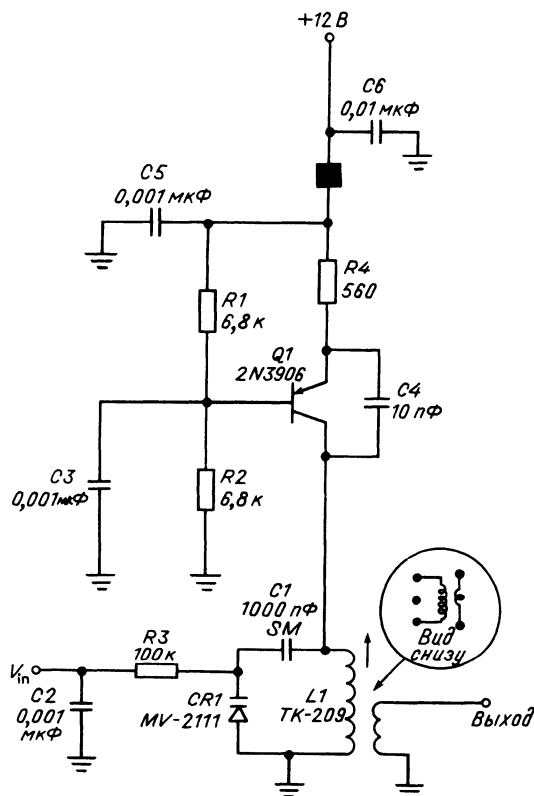 +12 В
C6
0,01 мкФ
C5
0,001 мкФ
R4
560
R1
6,8 к
Q1
2N3906
C4
10 пФ
C3
0,001 мкФ
R2
6,8 к
C1
1000 пФ
SM
Вид
снизу
R3
100 к
Vin
C2
0,001
мкФ
CR1
MV-2111
L1
TK-209
Выход